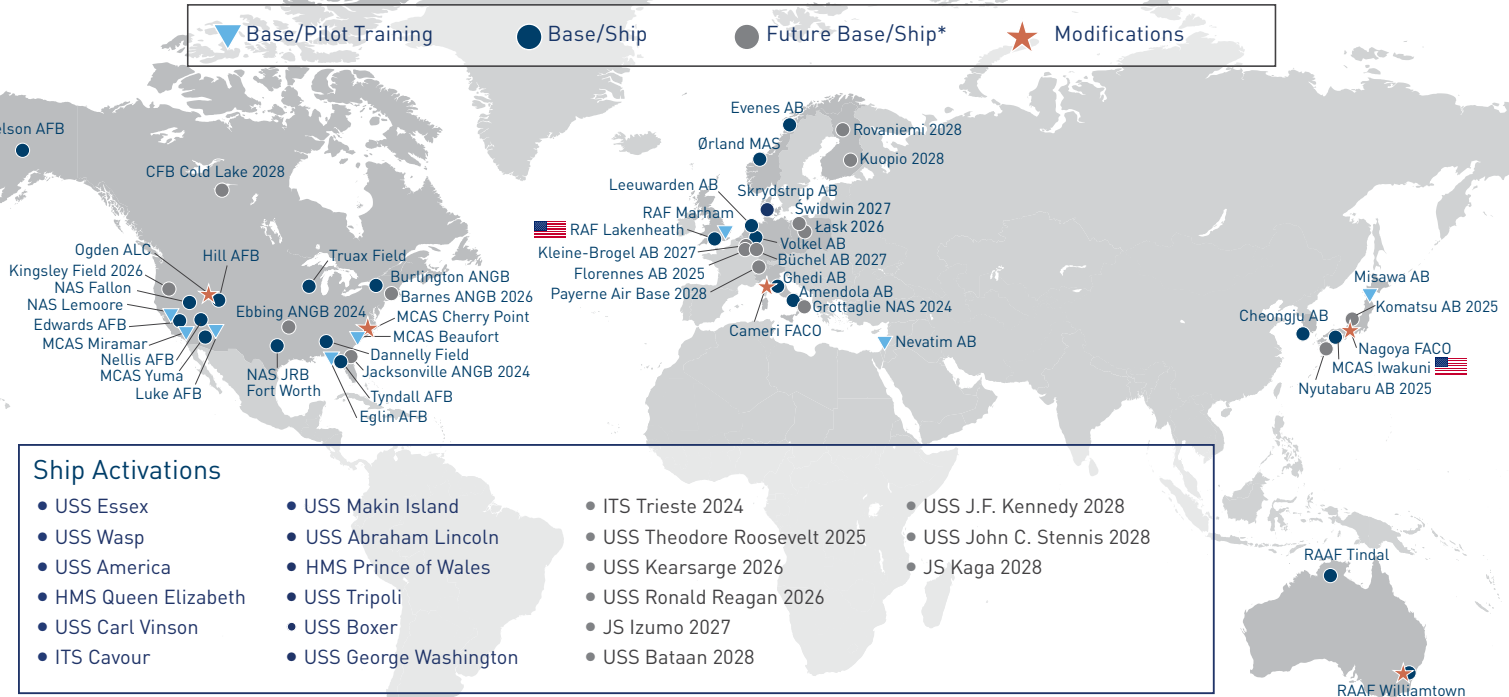 Base/Pilot Training
Base/Ship
Future Base/Ship*
Modifications
elson AFB
CFB Cold Lake 2028
Ogden ALC
Hill AFB
Kingsley Field 2026
NAS Fallon
NAS Lemoore
Edwards AFB
MCAS Miramar
Nellis AFB
MCAS Yuma
Luke AFB
Truax Field
Burlington ANGB
Barnes ANGB 2026
Ebbing ANGB 2024
MCAS Cherry Point
MCAS Beaufort
Dannelly Field
Jacksonville ANGB 2024
NAS JRB
Fort Worth
Tyndall AFB
Eglin AFB
Evenes AB
Rovaniemi 2028
Ørland MAS
Kuopio 2028
Leeuwarden AB
Skrydstrup AB
RAF Marham
Świdwin 2027
RAF Lakenheath
Łask 2026
Volkel AB
Kleine-Brogel AB 2027
Büchel AB 2027
Florennes AB 2025
Ghedi AB
Payerne Air Base 2028
Amendola AB
Grottaglie NAS 2024
Cameri FACO
Nevatim AB
Misawa AB
Komatsu AB 2025
Cheongju AB
Nagoya FACO
MCAS Iwakuni
Nyutabaru AB 2025
Ship Activations
USS Essex
USS Wasp
USS America
HMS Queen Elizabeth
USS Carl Vinson
ITS Cavour
USS Makin Island
USS Abraham Lincoln
HMS Prince of Wales
USS Tripoli
USS Boxer
USS George Washington
ITS Trieste 2024
USS Theodore Roosevelt 2025
USS Kearsarge 2026
USS Ronald Reagan 2026
JS Izumo 2027
USS Bataan 2028
USS J.F. Kennedy 2028
USS John C. Stennis 2028
JS Kaga 2028
RAAF Tindal
RAAF Williamtown